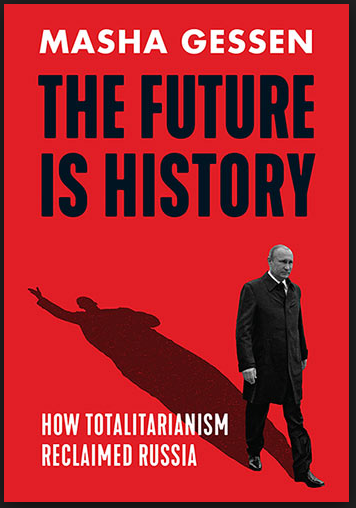 MASHA GESSEN
THE FUTURE
IS HISTORY
HOW TOTALITARIANISM
RECLAIMED RUSSIA